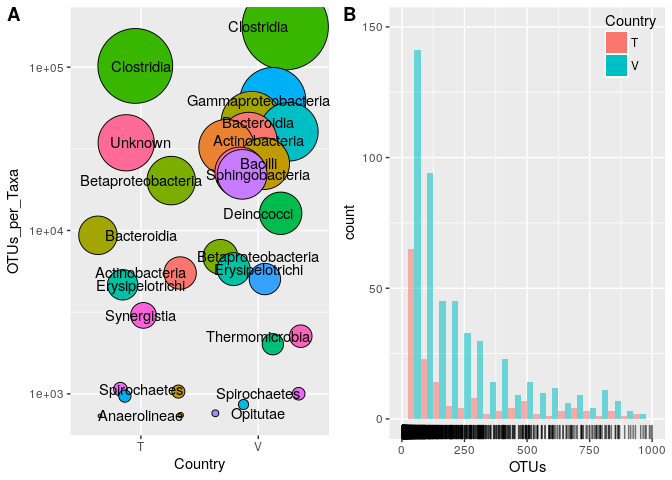 A
OTUs_per_Taxa
1e+05
1e+04
1e+03
Clostridia
Clostridia
Gammaproteobacteria
Bacteroidia
Actinobacteria
Unknown
Bacilli
Sphingobacteria
Betaproteobacteria
Deinococci
Bacteroidia
Betaproteobacteria
Erysipelotrichi
Actinobacteria
Erysipelotrichi
Synergistia
Thermomicrobia
Spirochaetes
Spirochaetes
Anaerolineae
Opitutae
T
V
Country
B
count
150
100
50
0
Country
T
V
0
250
500
750
1000
OTUs